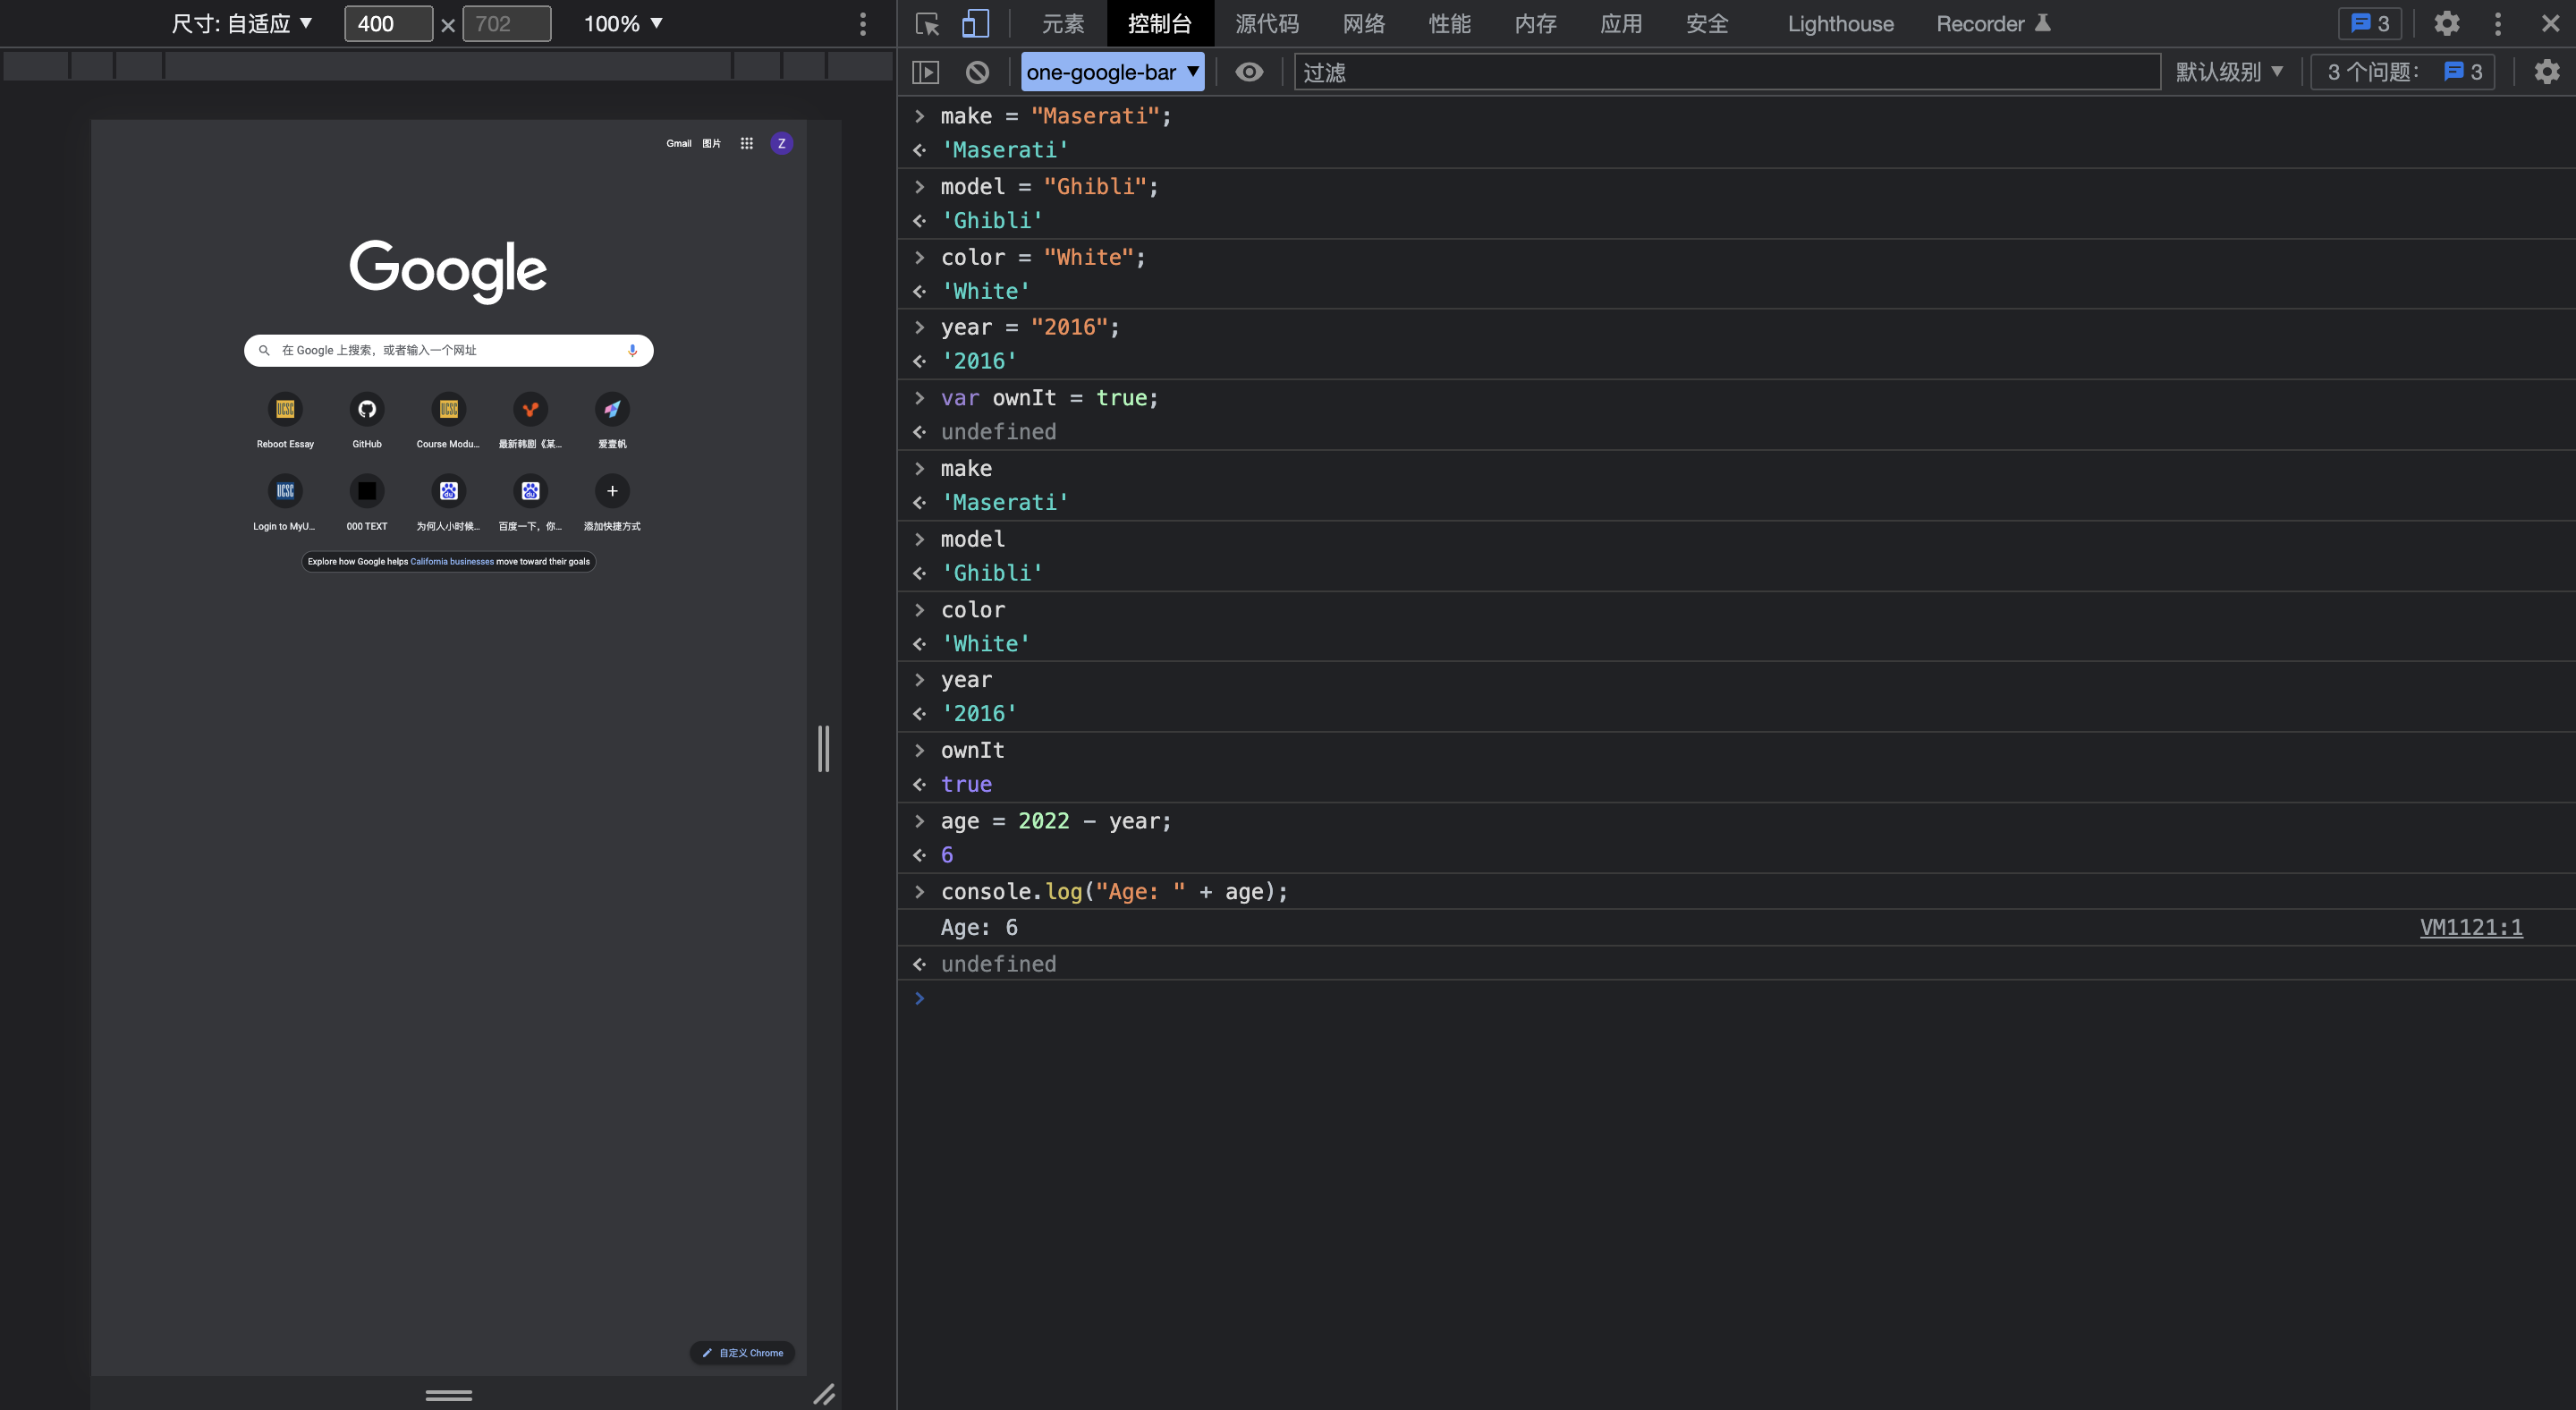 尺寸: 自适应 ▼ 400 × 702 100% ▼
元素 控制台 源代码 网络 性能 内存 应用 安全 Lighthouse Recorder 3
one-google-bar ▼ 过滤 默认级别 ▼ 3 个问题: 3
Gmail 图片 Z
Google
在 Google 上搜索，或者输入一个网址
UCSC UCSC
Reboot Essay GitHub Course Modu... 最新韩剧《某... 爱壹帆
UCSC du du +
Login to MyU... 000 TEXT 为何人小时候... 百度一下，你... 添加快捷方式
Explore how Google helps California businesses move toward their goals
自定义 Chrome
> make = "Maserati";
'Maserati'
> model = "Ghibli";
'Ghibli'
> color = "White";
'White'
> year = "2016";
'2016'
> var ownIt = true;
undefined
> make
'Maserati'
> model
'Ghibli'
> color
'White'
> year
'2016'
> ownIt
true
> age = 2022 - year;
6
> console.log("Age: " + age);
Age: 6 VM1121:1
undefined
>